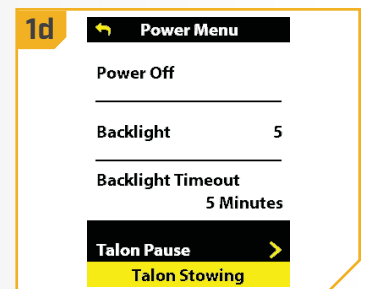 1d
Power Menu
Power Off
Backlight 5
Backlight Timeout
5 Minutes
Talon Pause
Talon Stowing